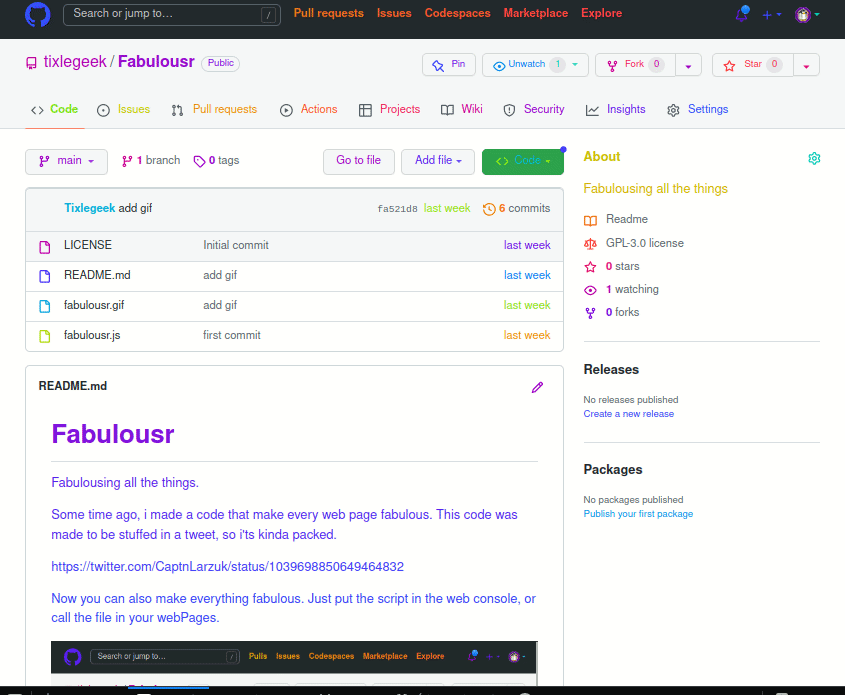 Search or jump to… / Pull requests Issues Codespaces Marketplace Explore
tixlegeek / Fabulousr Public Pin Unwatch 1 Fork 0 Star 0
Code Issues Pull requests Actions Projects Wiki Security Insights Settings
main 1 branch 0 tags Go to file Add file Code
Tixlegeek add gif fa521d8 last week 6 commits
LICENSE Initial commit last week
README.md add gif last week
fabulousr.gif add gif last week
fabulousr.js first commit last week
README.md
Fabulousr
Fabulousing all the things.
Some time ago, i made a code that make every web page fabulous. This code was
made to be stuffed in a tweet, so i'ts kinda packed.
https://twitter.com/CaptnLarzuk/status/1039698850649464832
Now you can also make everything fabulous. Just put the script in the web console, or
call the file in your webPages.
Search or jump to… / Pulls Issues Codespaces Marketplace Explore
About
Fabulousing all the things
Readme
GPL-3.0 license
0 stars
1 watching
0 forks
Releases
No releases published
Create a new release
Packages
No packages published
Publish your first package